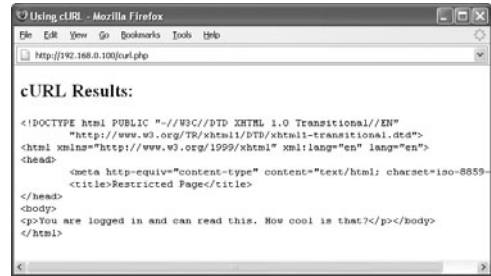 Using cURL - Mozilla Firefox
File Edit View Go Bookmarks Tools Help
http://192.168.0.100/curl.php
cURL Results:
<!DOCTYPE html PUBLIC "-//W3C//DTD XHTML 1.0 Transitional//EN"
"http://www.w3.org/TR/xhtml1/DTD/xhtml1-transitional.dtd">
<html xmlns="http://www.w3.org/1999/xhtml" xml:lang="en" lang="en">
<head>
<meta http-equiv="content-type" content="text/html; charset=iso-8859-
<title>Restricted Page</title>
</head>
<body>
<p>You are logged in and can read this. How cool is that?</p></body>
</html>